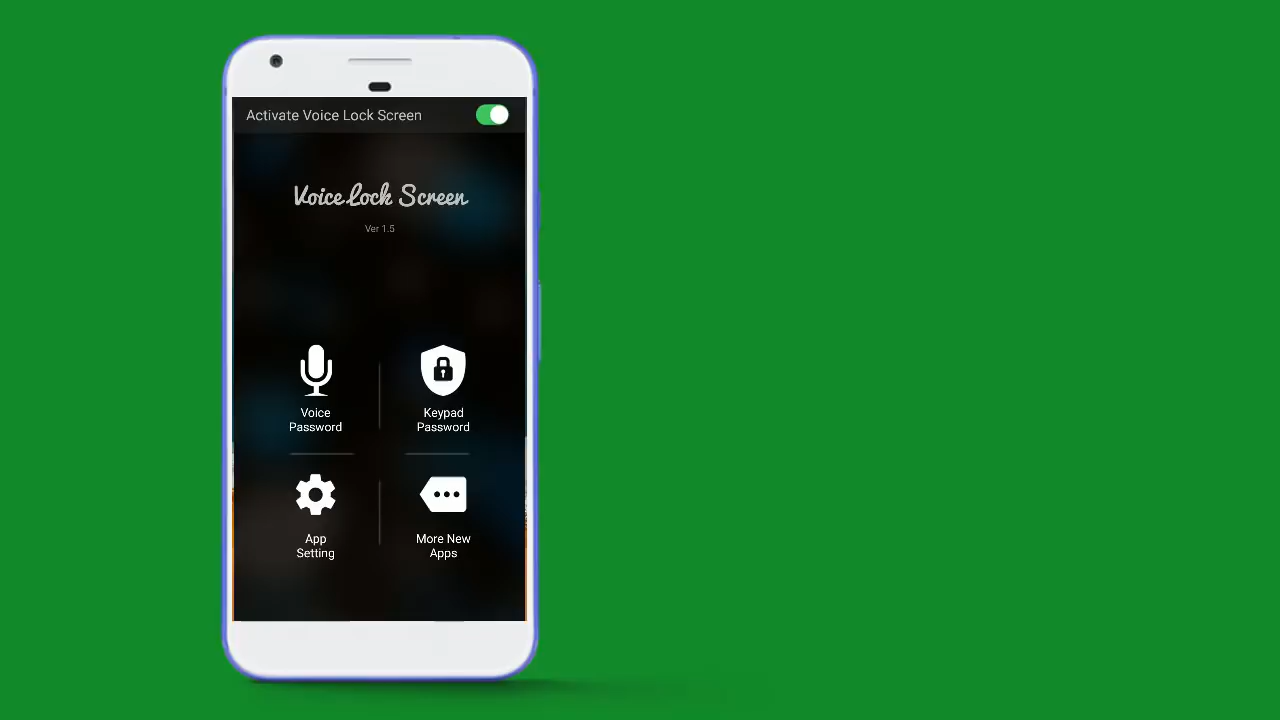 Activate Voice Lock Screen
Voice Lock Screen
Ver 1.5
Voice
Password
Keypad
Password
App
Setting
More New
Apps